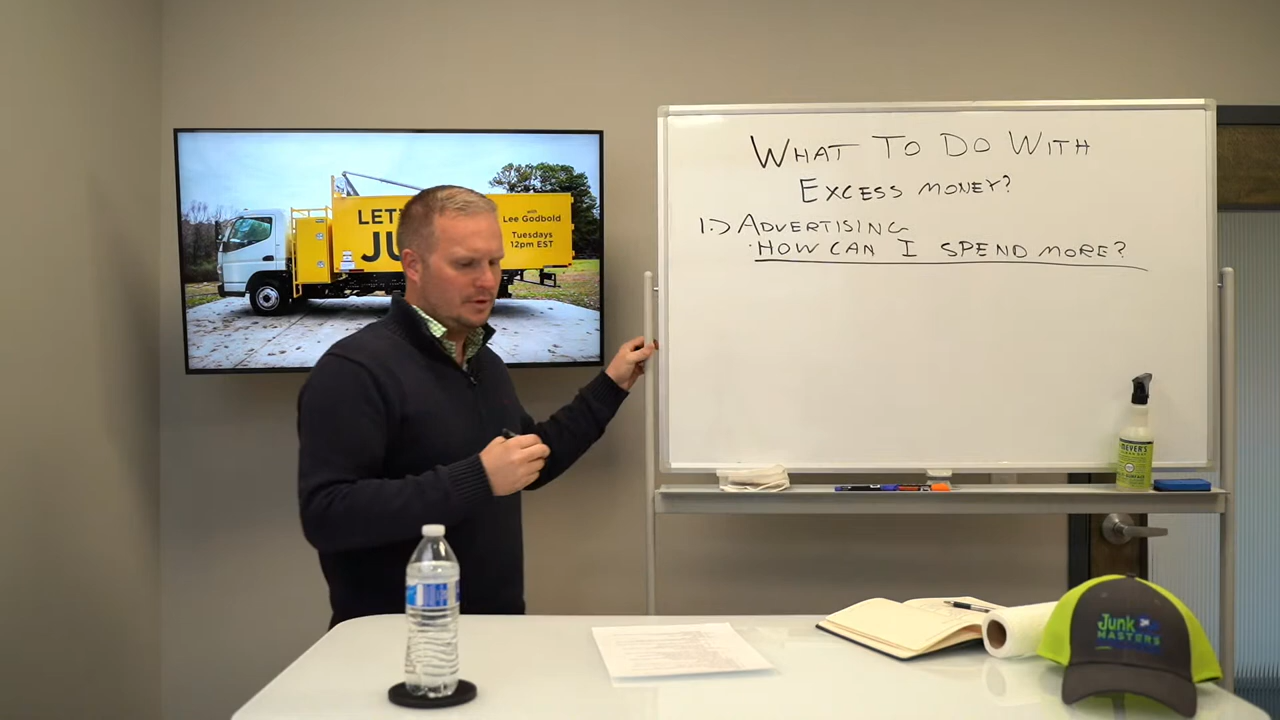 LET
JU
with
Lee Godbold
Tuesdays
12pm EST
WHAT TO DO WITH
EXCESS MONEY?
1.) ADVERTISING
·HOW CAN I SPEND MORE?
MEYER'S
Junk
MASTERS